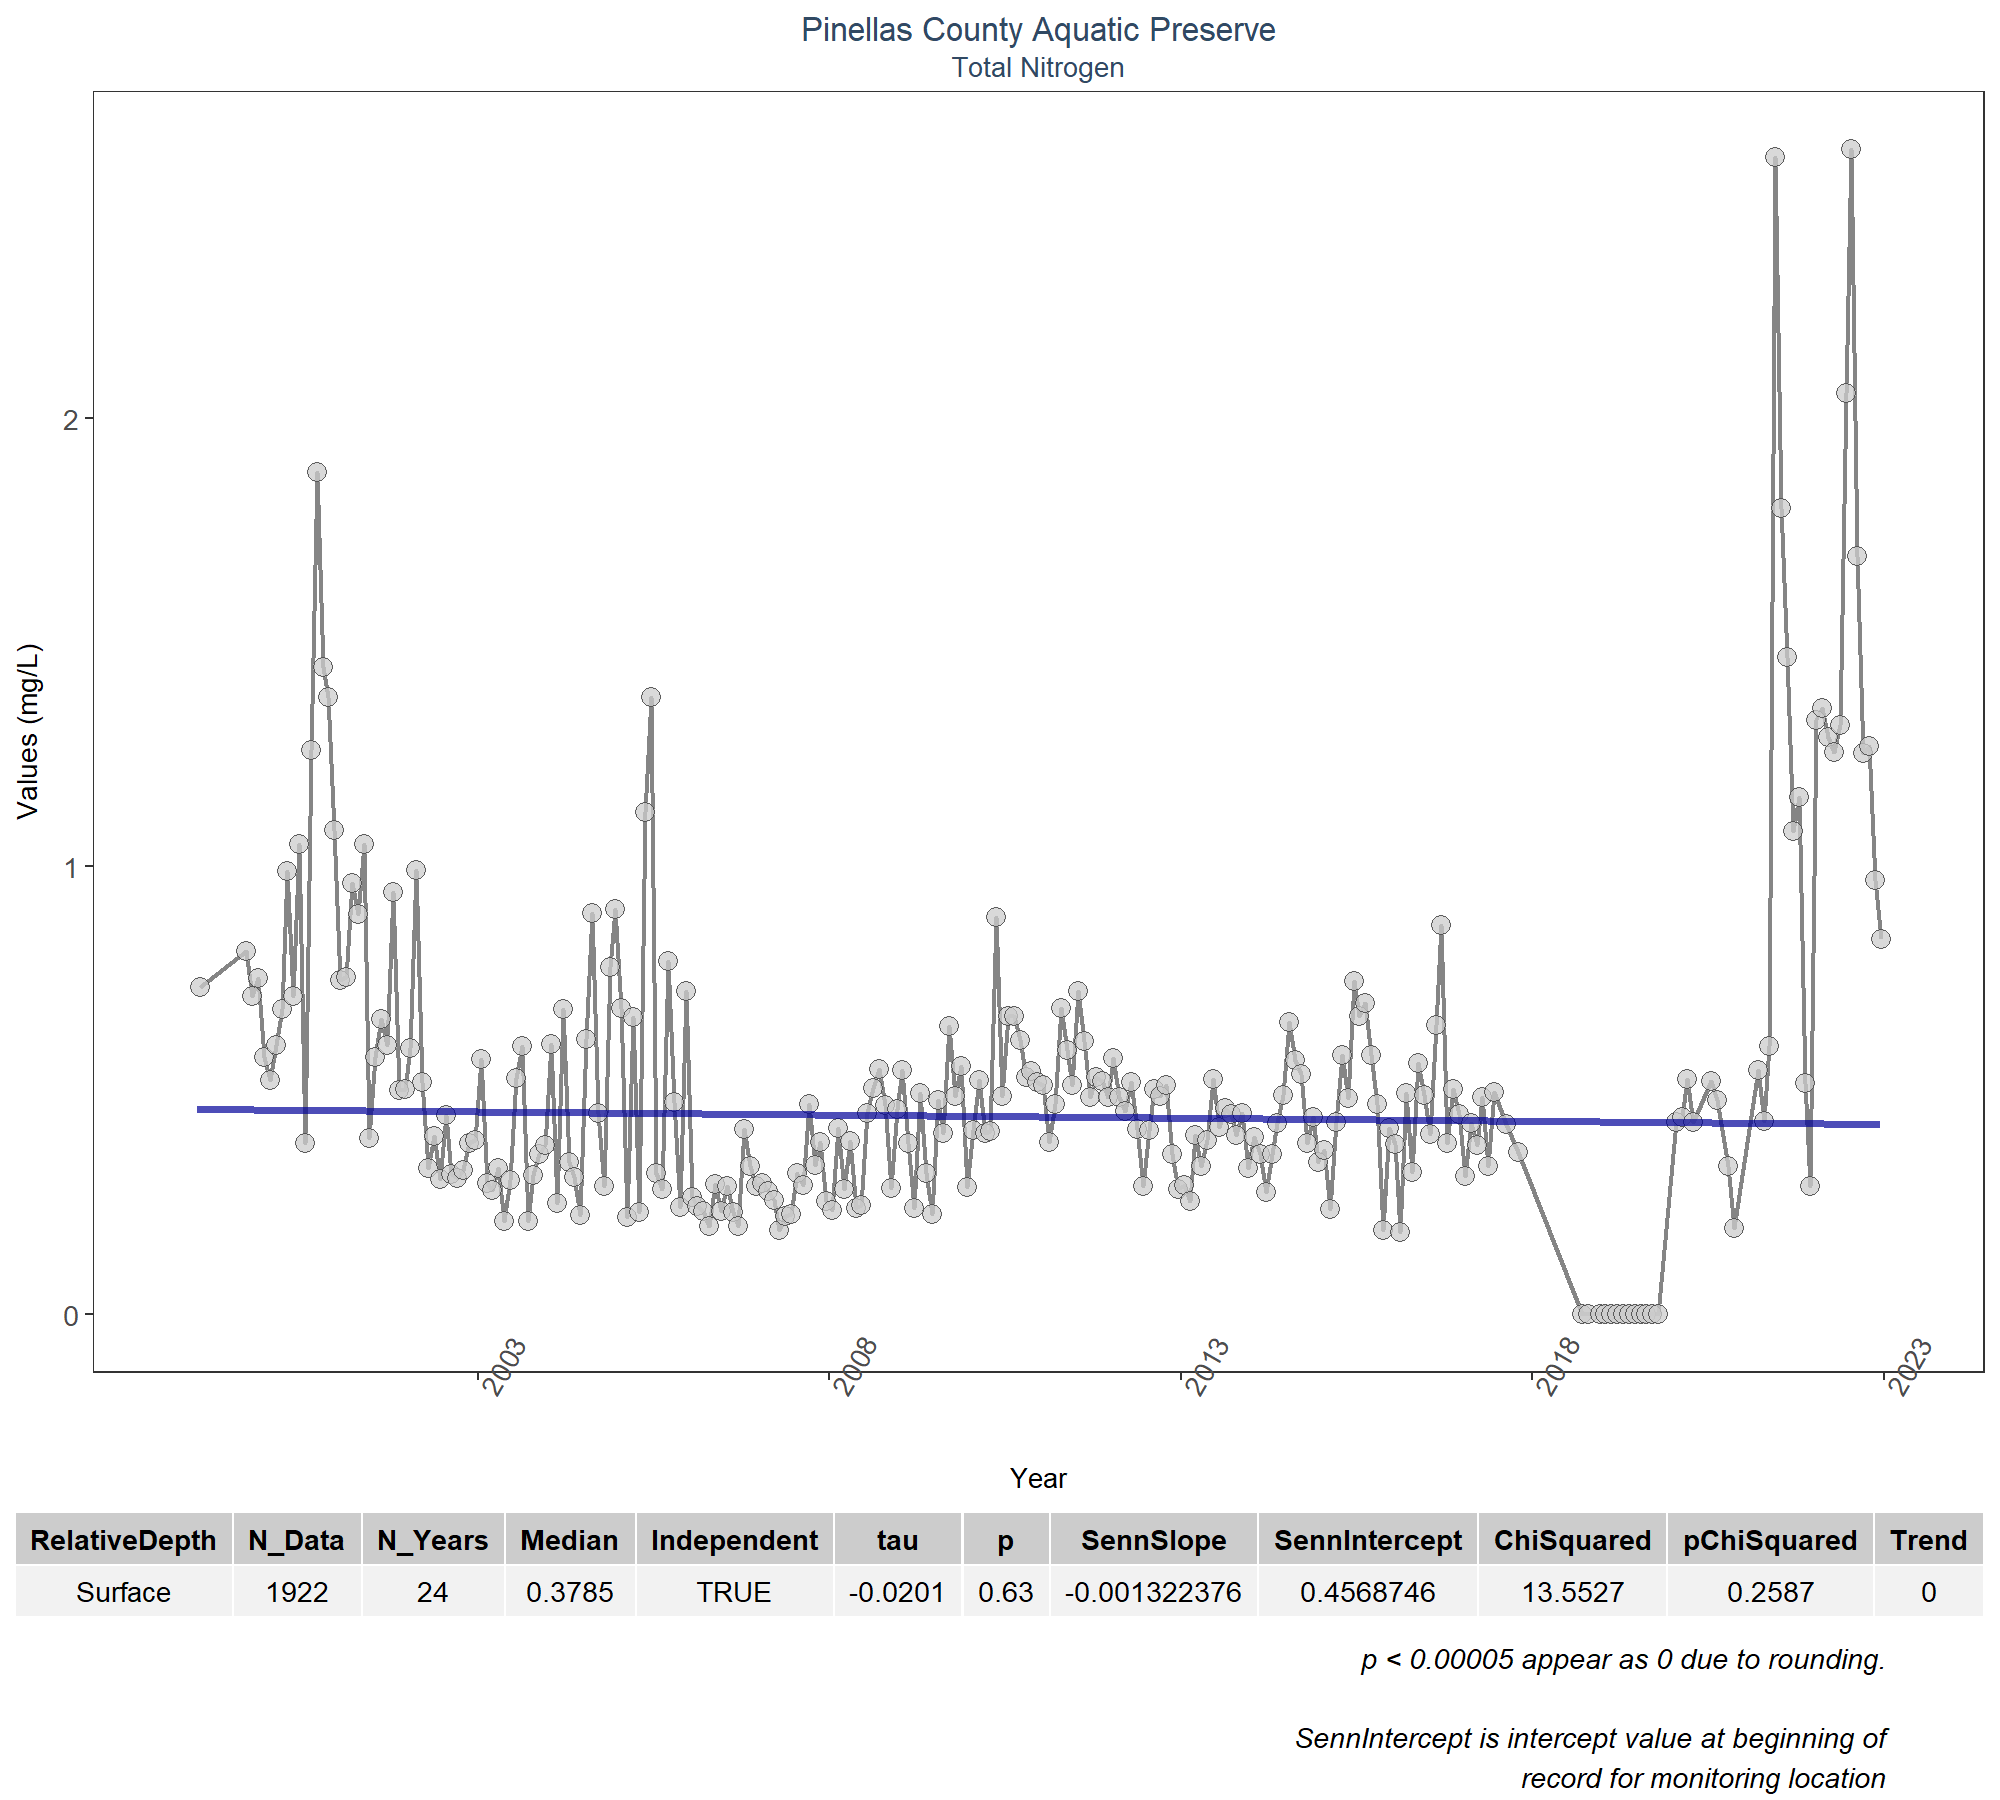 Pinellas County Aquatic Preserve
Total Nitrogen
Values (mg/L)
2
1
0
2003
2008
2013
2018
2023
Year
RelativeDepth N_Data N_Years Median Independent tau p SennSlope SennIntercept ChiSquared pChiSquared Trend
Surface 1922 24 0.3785 TRUE -0.0201 0.63 -0.001322376 0.4568746 13.5527 0.2587 0
p < 0.00005 appear as 0 due to rounding.
SennIntercept is intercept value at beginning of
record for monitoring location